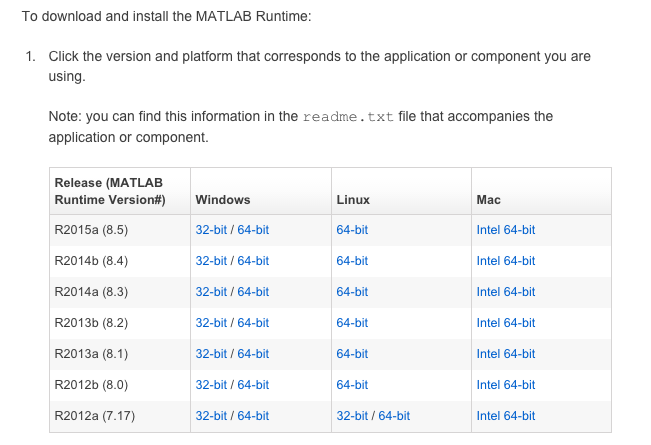 To download and install the MATLAB Runtime:
1. Click the version and platform that corresponds to the application or component you are
using.
Note: you can find this information in the readme.txt file that accompanies the
application or component.
Release (MATLAB
Runtime Version#) Windows Linux Mac
R2015a (8.5) 32-bit / 64-bit 64-bit Intel 64-bit
R2014b (8.4) 32-bit / 64-bit 64-bit Intel 64-bit
R2014a (8.3) 32-bit / 64-bit 64-bit Intel 64-bit
R2013b (8.2) 32-bit / 64-bit 64-bit Intel 64-bit
R2013a (8.1) 32-bit / 64-bit 64-bit Intel 64-bit
R2012b (8.0) 32-bit / 64-bit 64-bit Intel 64-bit
R2012a (7.17) 32-bit / 64-bit 32-bit / 64-bit Intel 64-bit